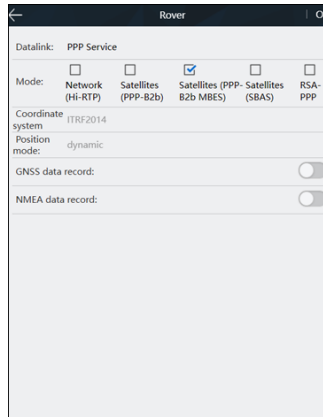 Rover
Datalink: PPP Service
Mode:
Network (Hi-RTP)
Satellites (PPP-B2b)
Satellites (PPP-B2b MBES)
Satellites (SBAS)
RSA-PPP
Coordinate system ITRF2014
Position mode: dynamic
GNSS data record:
NMEA data record: